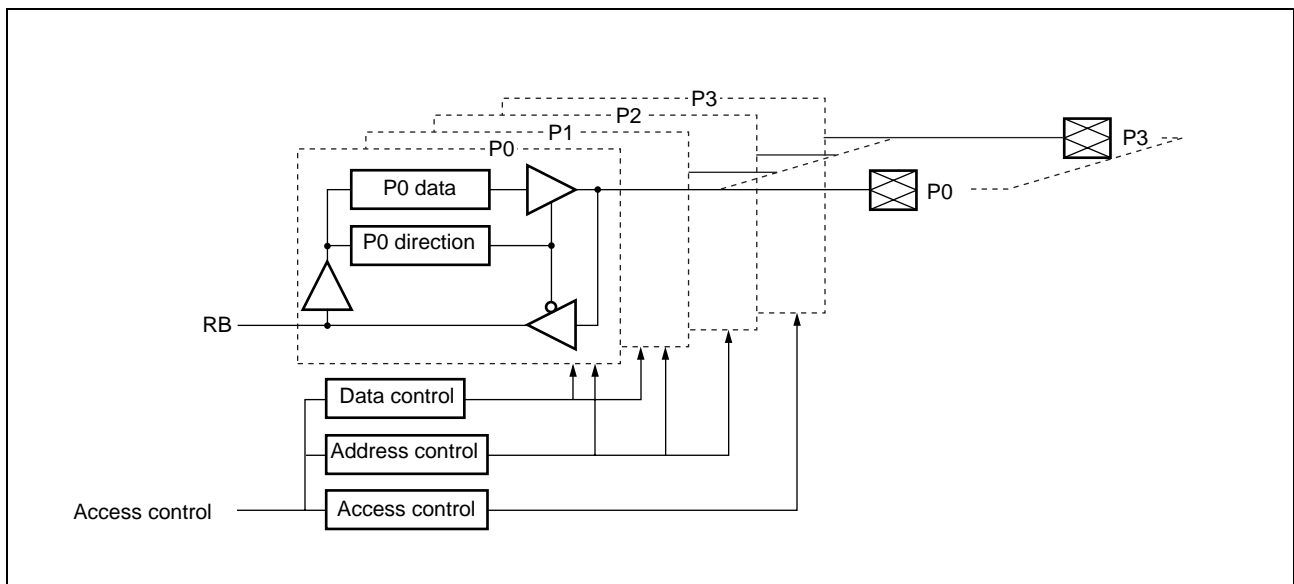 P3
P2
P1
P0
P3
P0 data
P0
P0 direction
RB
Data control
Address control
Access control
Access control